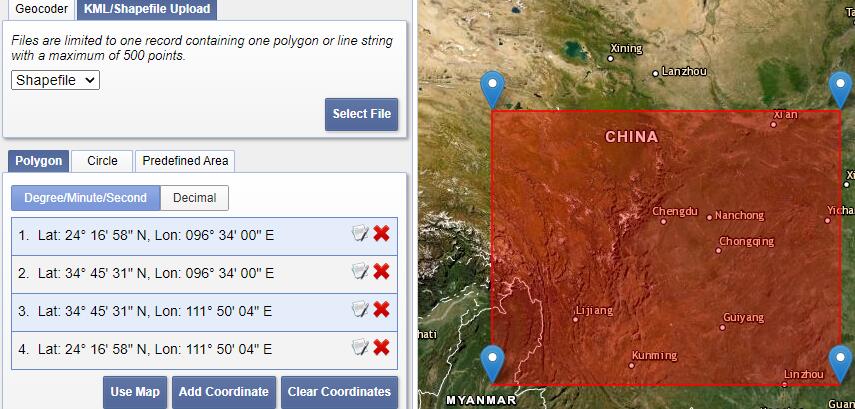 Geocoder KML/Shapefile Upload
Files are limited to one record containing one polygon or line string
with a maximum of 500 points.
Shapefile
Select File
Polygon Circle Predefined Area
Degree/Minute/Second Decimal
1. Lat: 24° 16' 58" N, Lon: 096° 34' 00" E
2. Lat: 34° 45' 31" N, Lon: 096° 34' 00" E
3. Lat: 34° 45' 31" N, Lon: 111° 50' 04" E
4. Lat: 24° 16' 58" N, Lon: 111° 50' 04" E
Use Map Add Coordinate Clear Coordinates
Xining
Lanzhou
Xi'an
CHINA
Xi
Chengdu
Nanchong
Yicha
Chongqing
Lijiang
Guiyang
hati
Kunming
Linzhou
MYANMAR
Guan